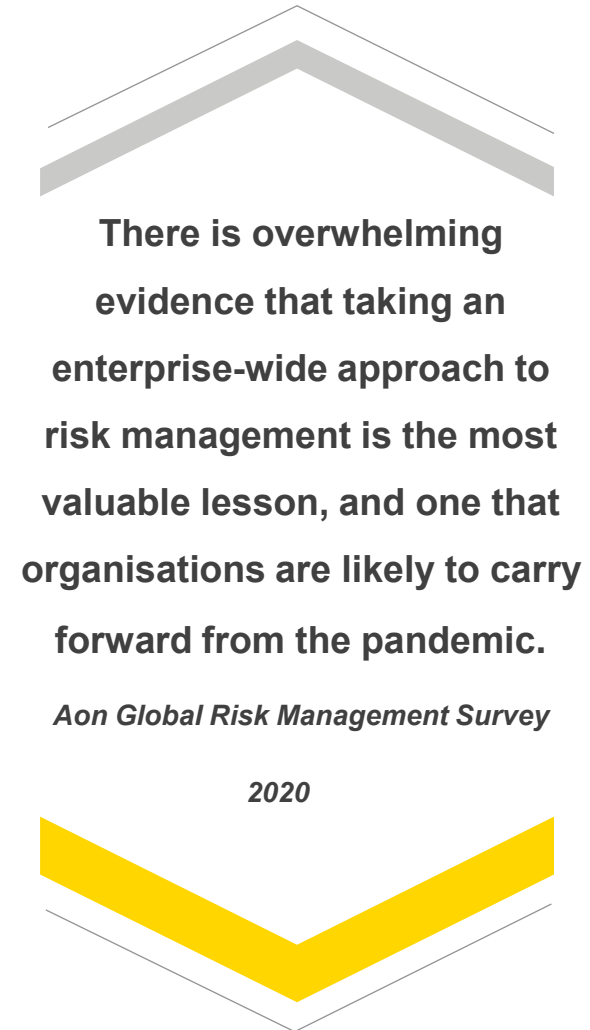 There is overwhelming
evidence that taking an
enterprise-wide approach to
risk management is the most
valuable lesson, and one that
organisations are likely to carry
forward from the pandemic.
Aon Global Risk Management Survey
2020